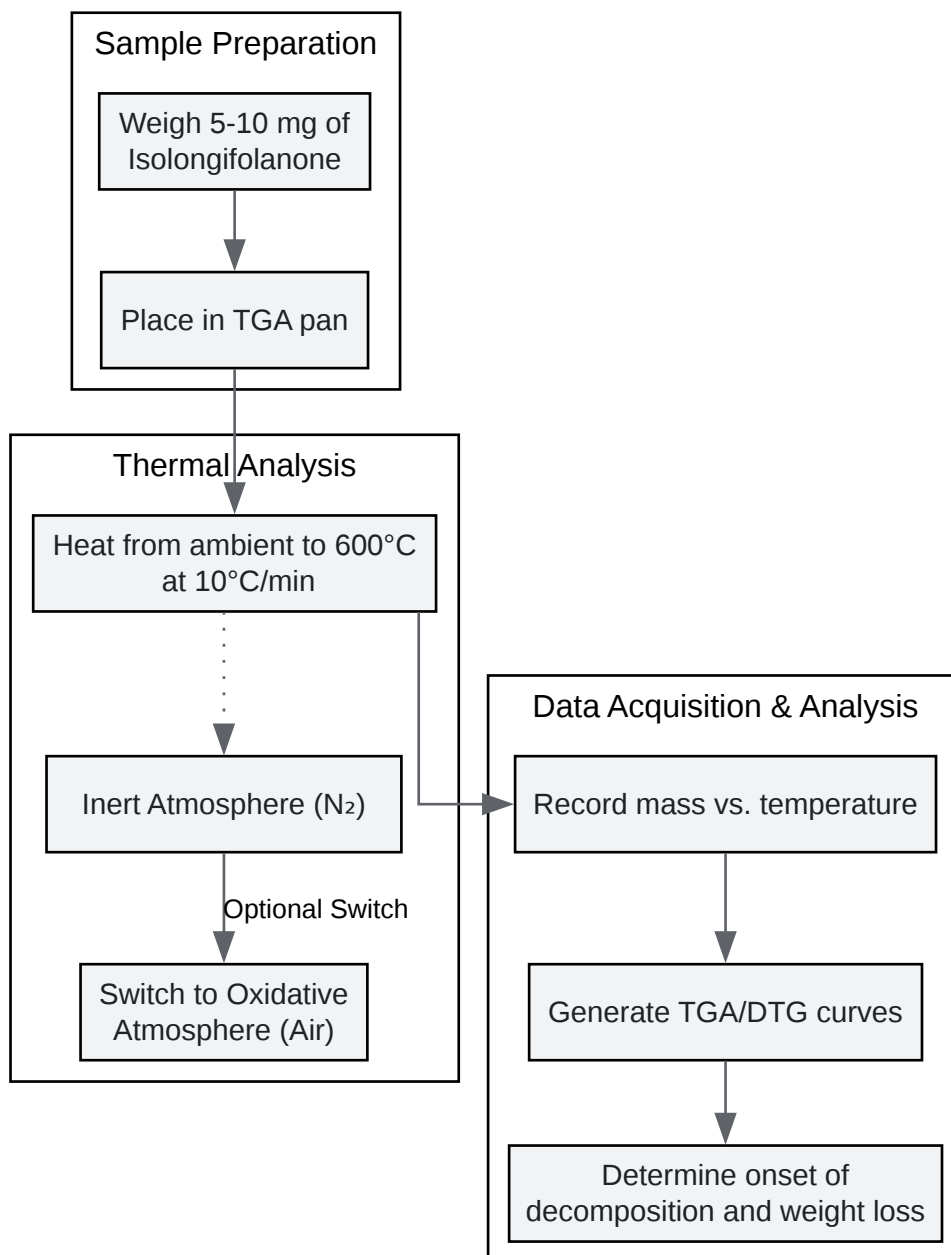 Sample Preparation
Weigh 5-10 mg of
Isolongifolanone
Place in TGA pan
Thermal Analysis
Heat from ambient to 600°C
at 10°C/min
Inert Atmosphere (N₂)
Optional Switch
Switch to Oxidative
Atmosphere (Air)
Data Acquisition & Analysis
Record mass vs. temperature
Generate TGA/DTG curves
Determine onset of
decomposition and weight loss